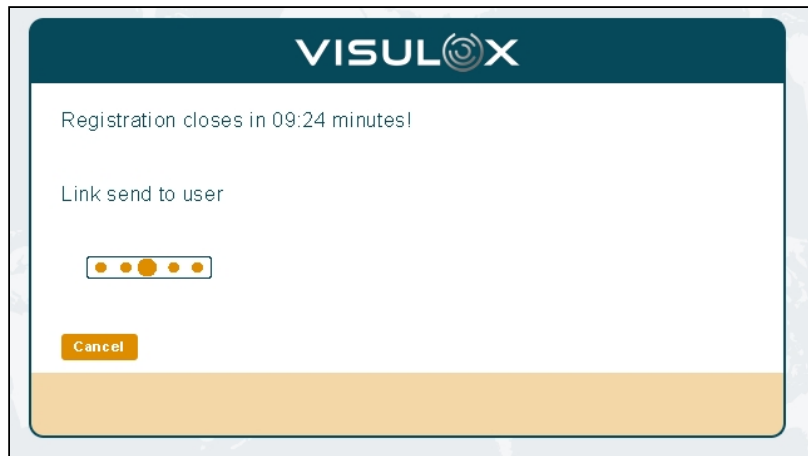 VISULOX
Registration closes in 09:24 minutes!
Link send to user
Cancel